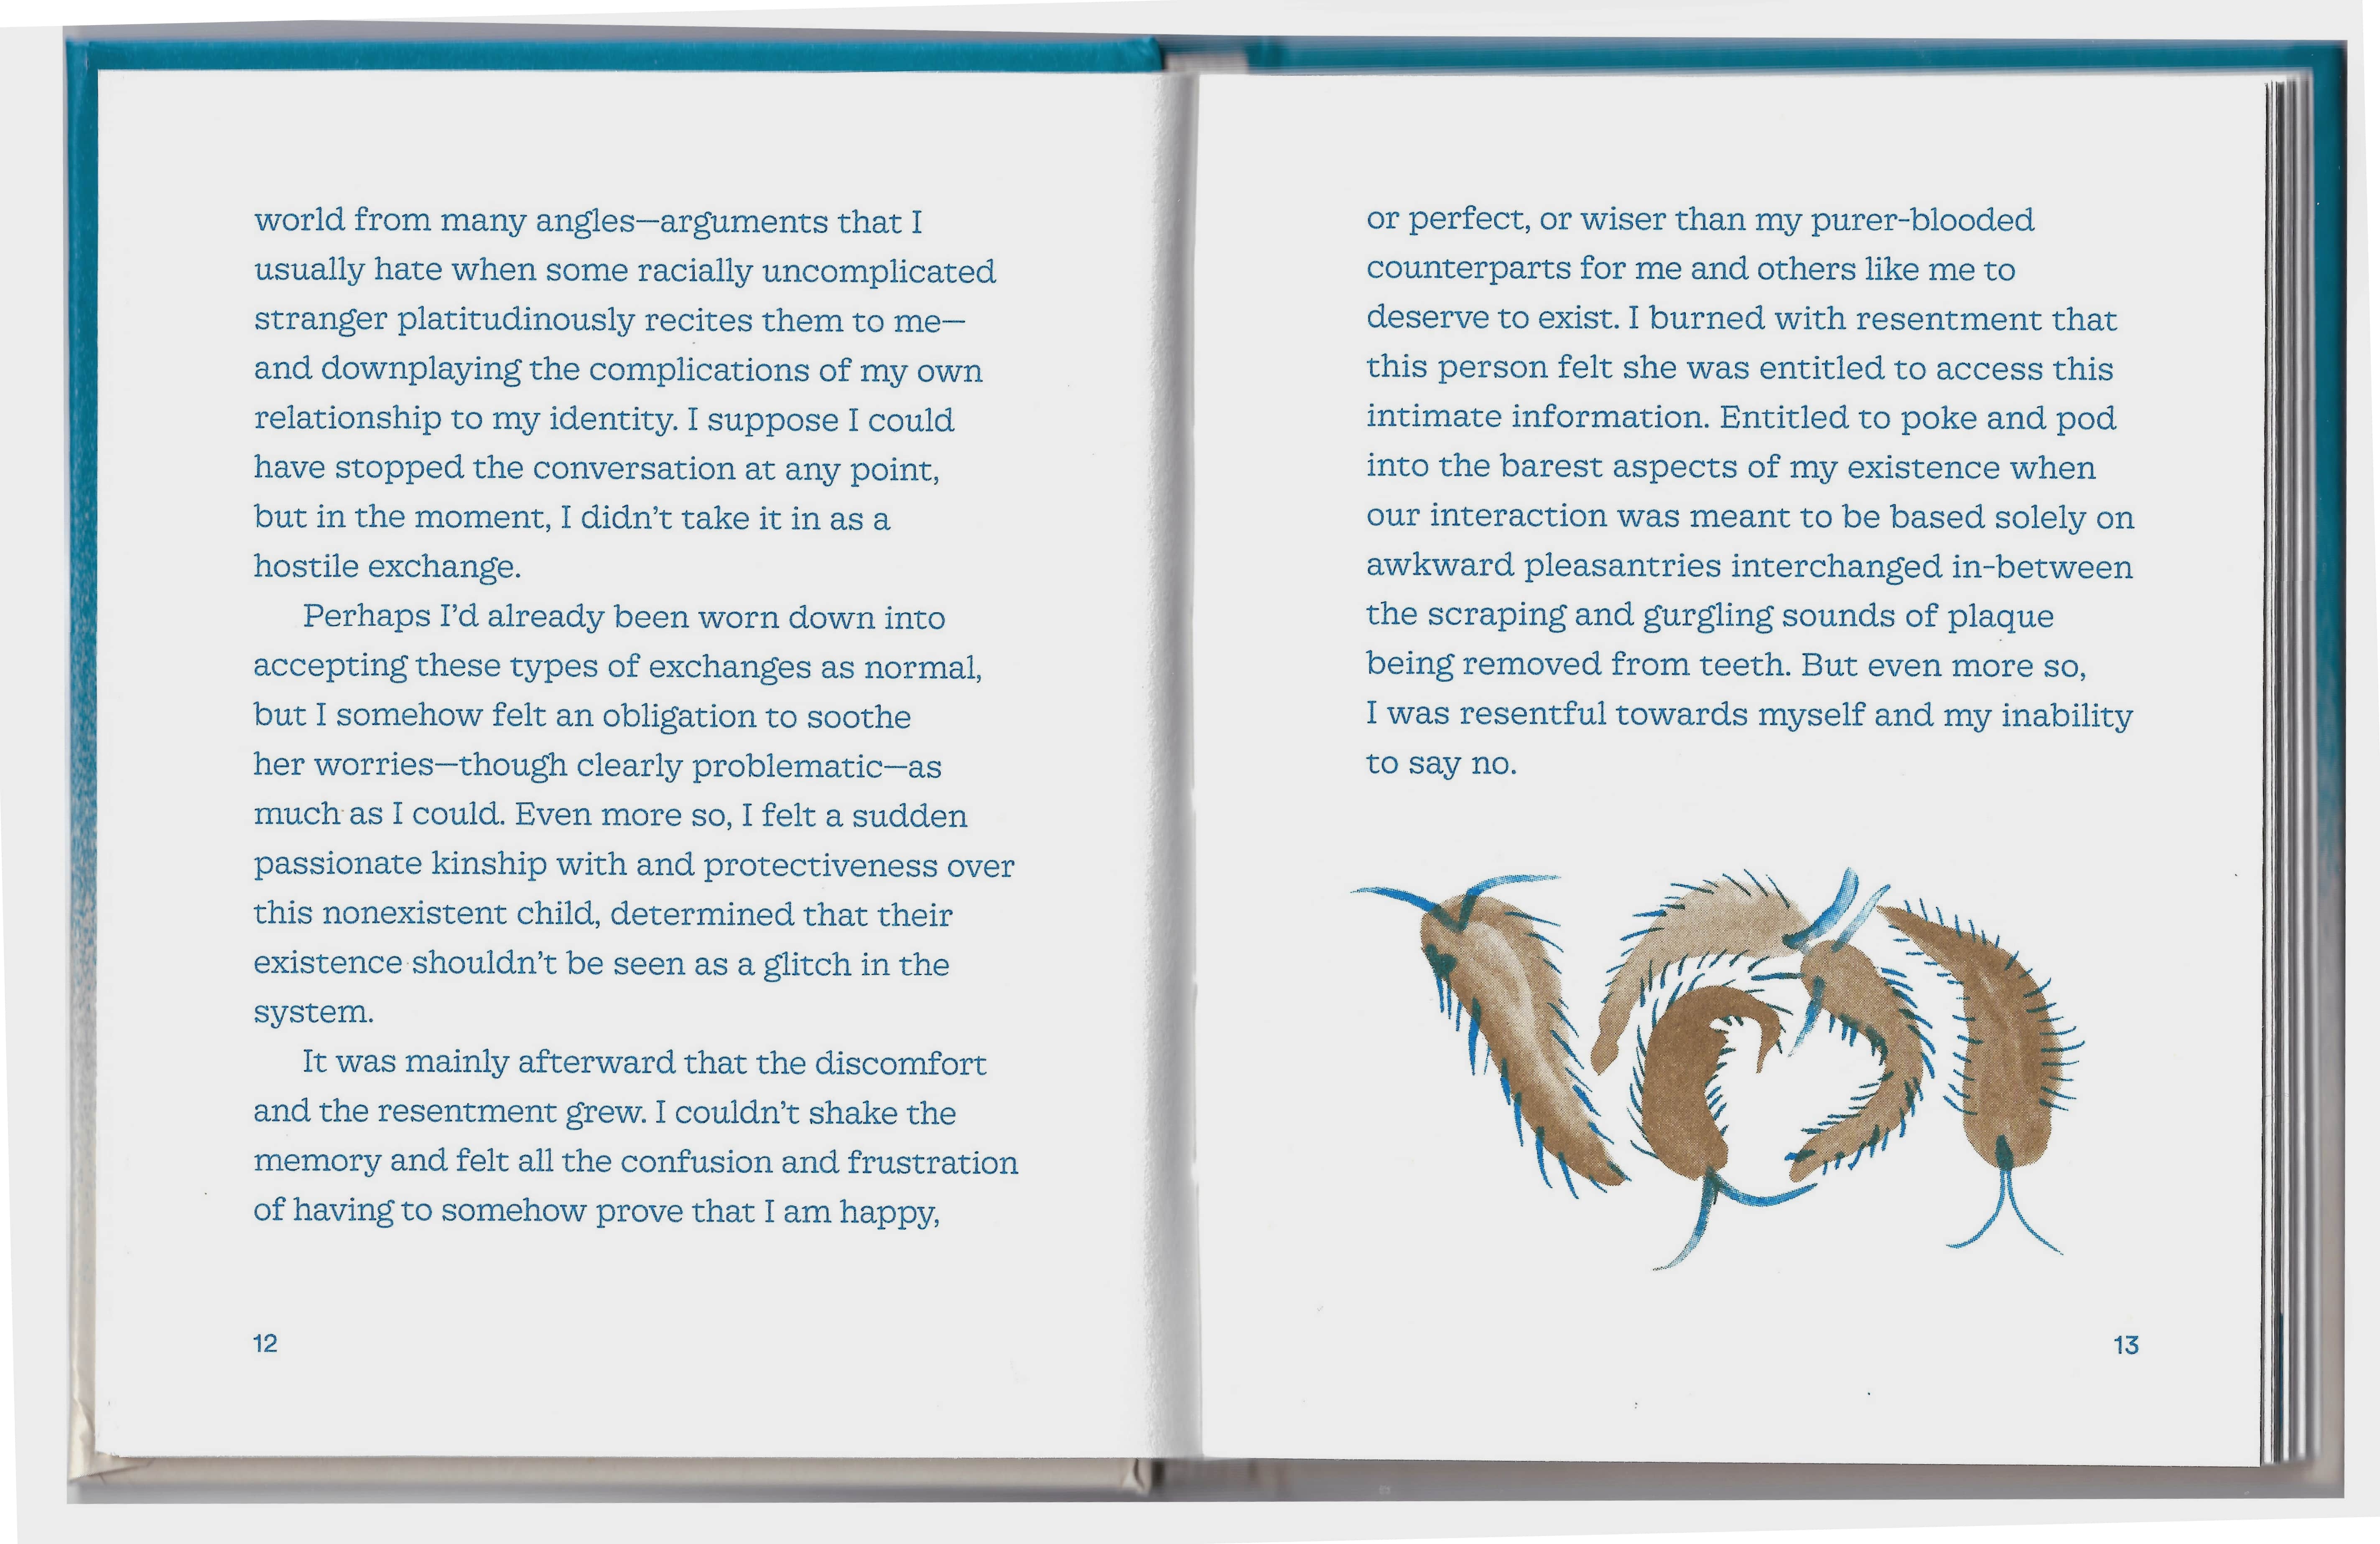 world from many angles—arguments that I
usually hate when some racially uncomplicated
stranger platitudinously recites them to me—
and downplaying the complications of my own
relationship to my identity. I suppose I could
have stopped the conversation at any point,
but in the moment, I didn’t take it in as a
hostile exchange.
Perhaps I’d already been worn down into
accepting these types of exchanges as normal,
but I somehow felt an obligation to soothe
her worries—though clearly problematic—as
much as I could. Even more so, I felt a sudden
passionate kinship with and protectiveness over
this nonexistent child, determined that their
existence shouldn’t be seen as a glitch in the
system.
It was mainly afterward that the discomfort
and the resentment grew. I couldn’t shake the
memory and felt all the confusion and frustration
of having to somehow prove that I am happy,
12
or perfect, or wiser than my purer-blooded
counterparts for me and others like me to
deserve to exist. I burned with resentment that
this person felt she was entitled to access this
intimate information. Entitled to poke and pod
into the barest aspects of my existence when
our interaction was meant to be based solely on
awkward pleasantries interchanged in-between
the scraping and gurgling sounds of plaque
being removed from teeth. But even more so,
I was resentful towards myself and my inability
to say no.
13